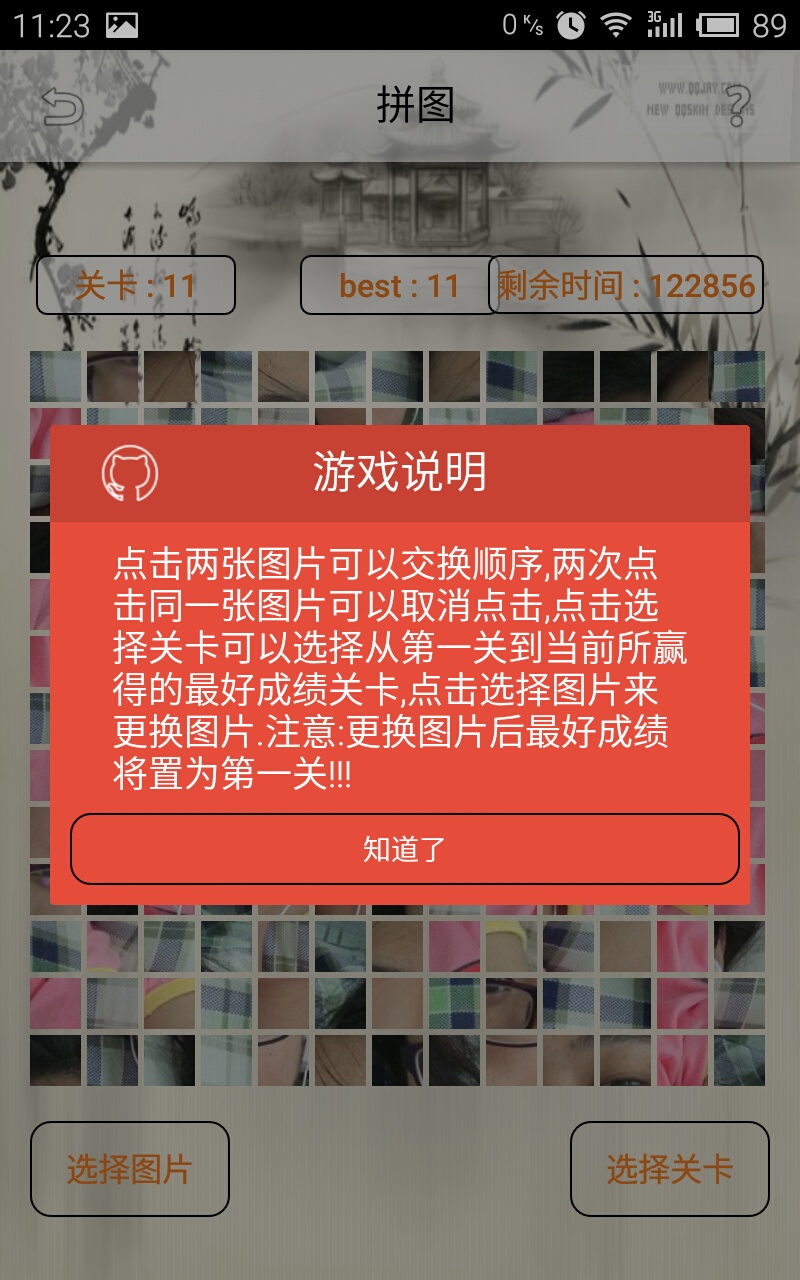 11:23
0 K/s
3G
89
拼图
WWW.QQJAY.COM
?
NEW QQSKIN DESIGNS
关卡 : 11
best : 11
剩余时间 : 122856
游戏说明
点击两张图片可以交换顺序,两次点
击同一张图片可以取消点击,点击选
择关卡可以选择从第一关到当前所赢
得的最好成绩关卡,点击选择图片来
更换图片.注意:更换图片后最好成绩
将置为第一关!!!
知道了
选择图片
选择关卡